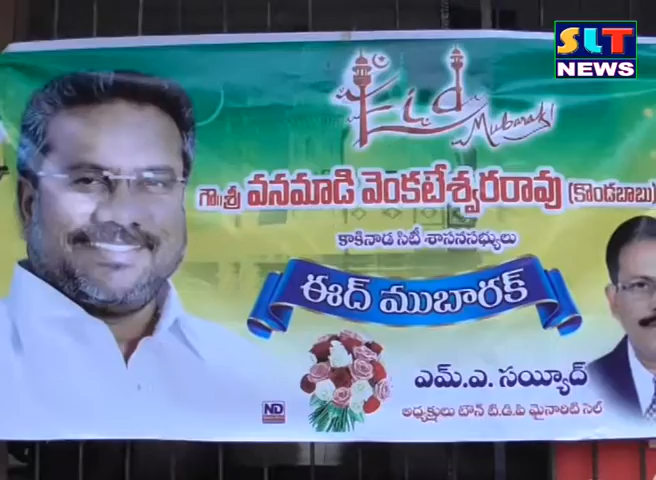 SLT
NEWS
Eid
Mubarak!
గౌ॥శ్రీ వనమాడి వెంకటేశ్వరరావు (కొండబాబు)
కాకినాడ సిటీ శాసనసభ్యులు
ఈద్ ముబారక్
ఎమ్.ఎ. సయ్యీద్
అధ్యక్షులు టౌన్ టి.డి.పి మైనారిటి సెల్
ND